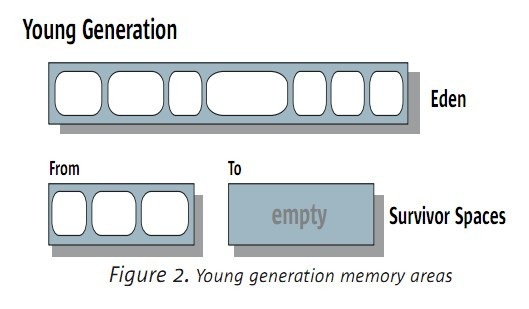 Young Generation
Eden
From
To
empty
Survivor Spaces
Figure 2. Young generation memory areas